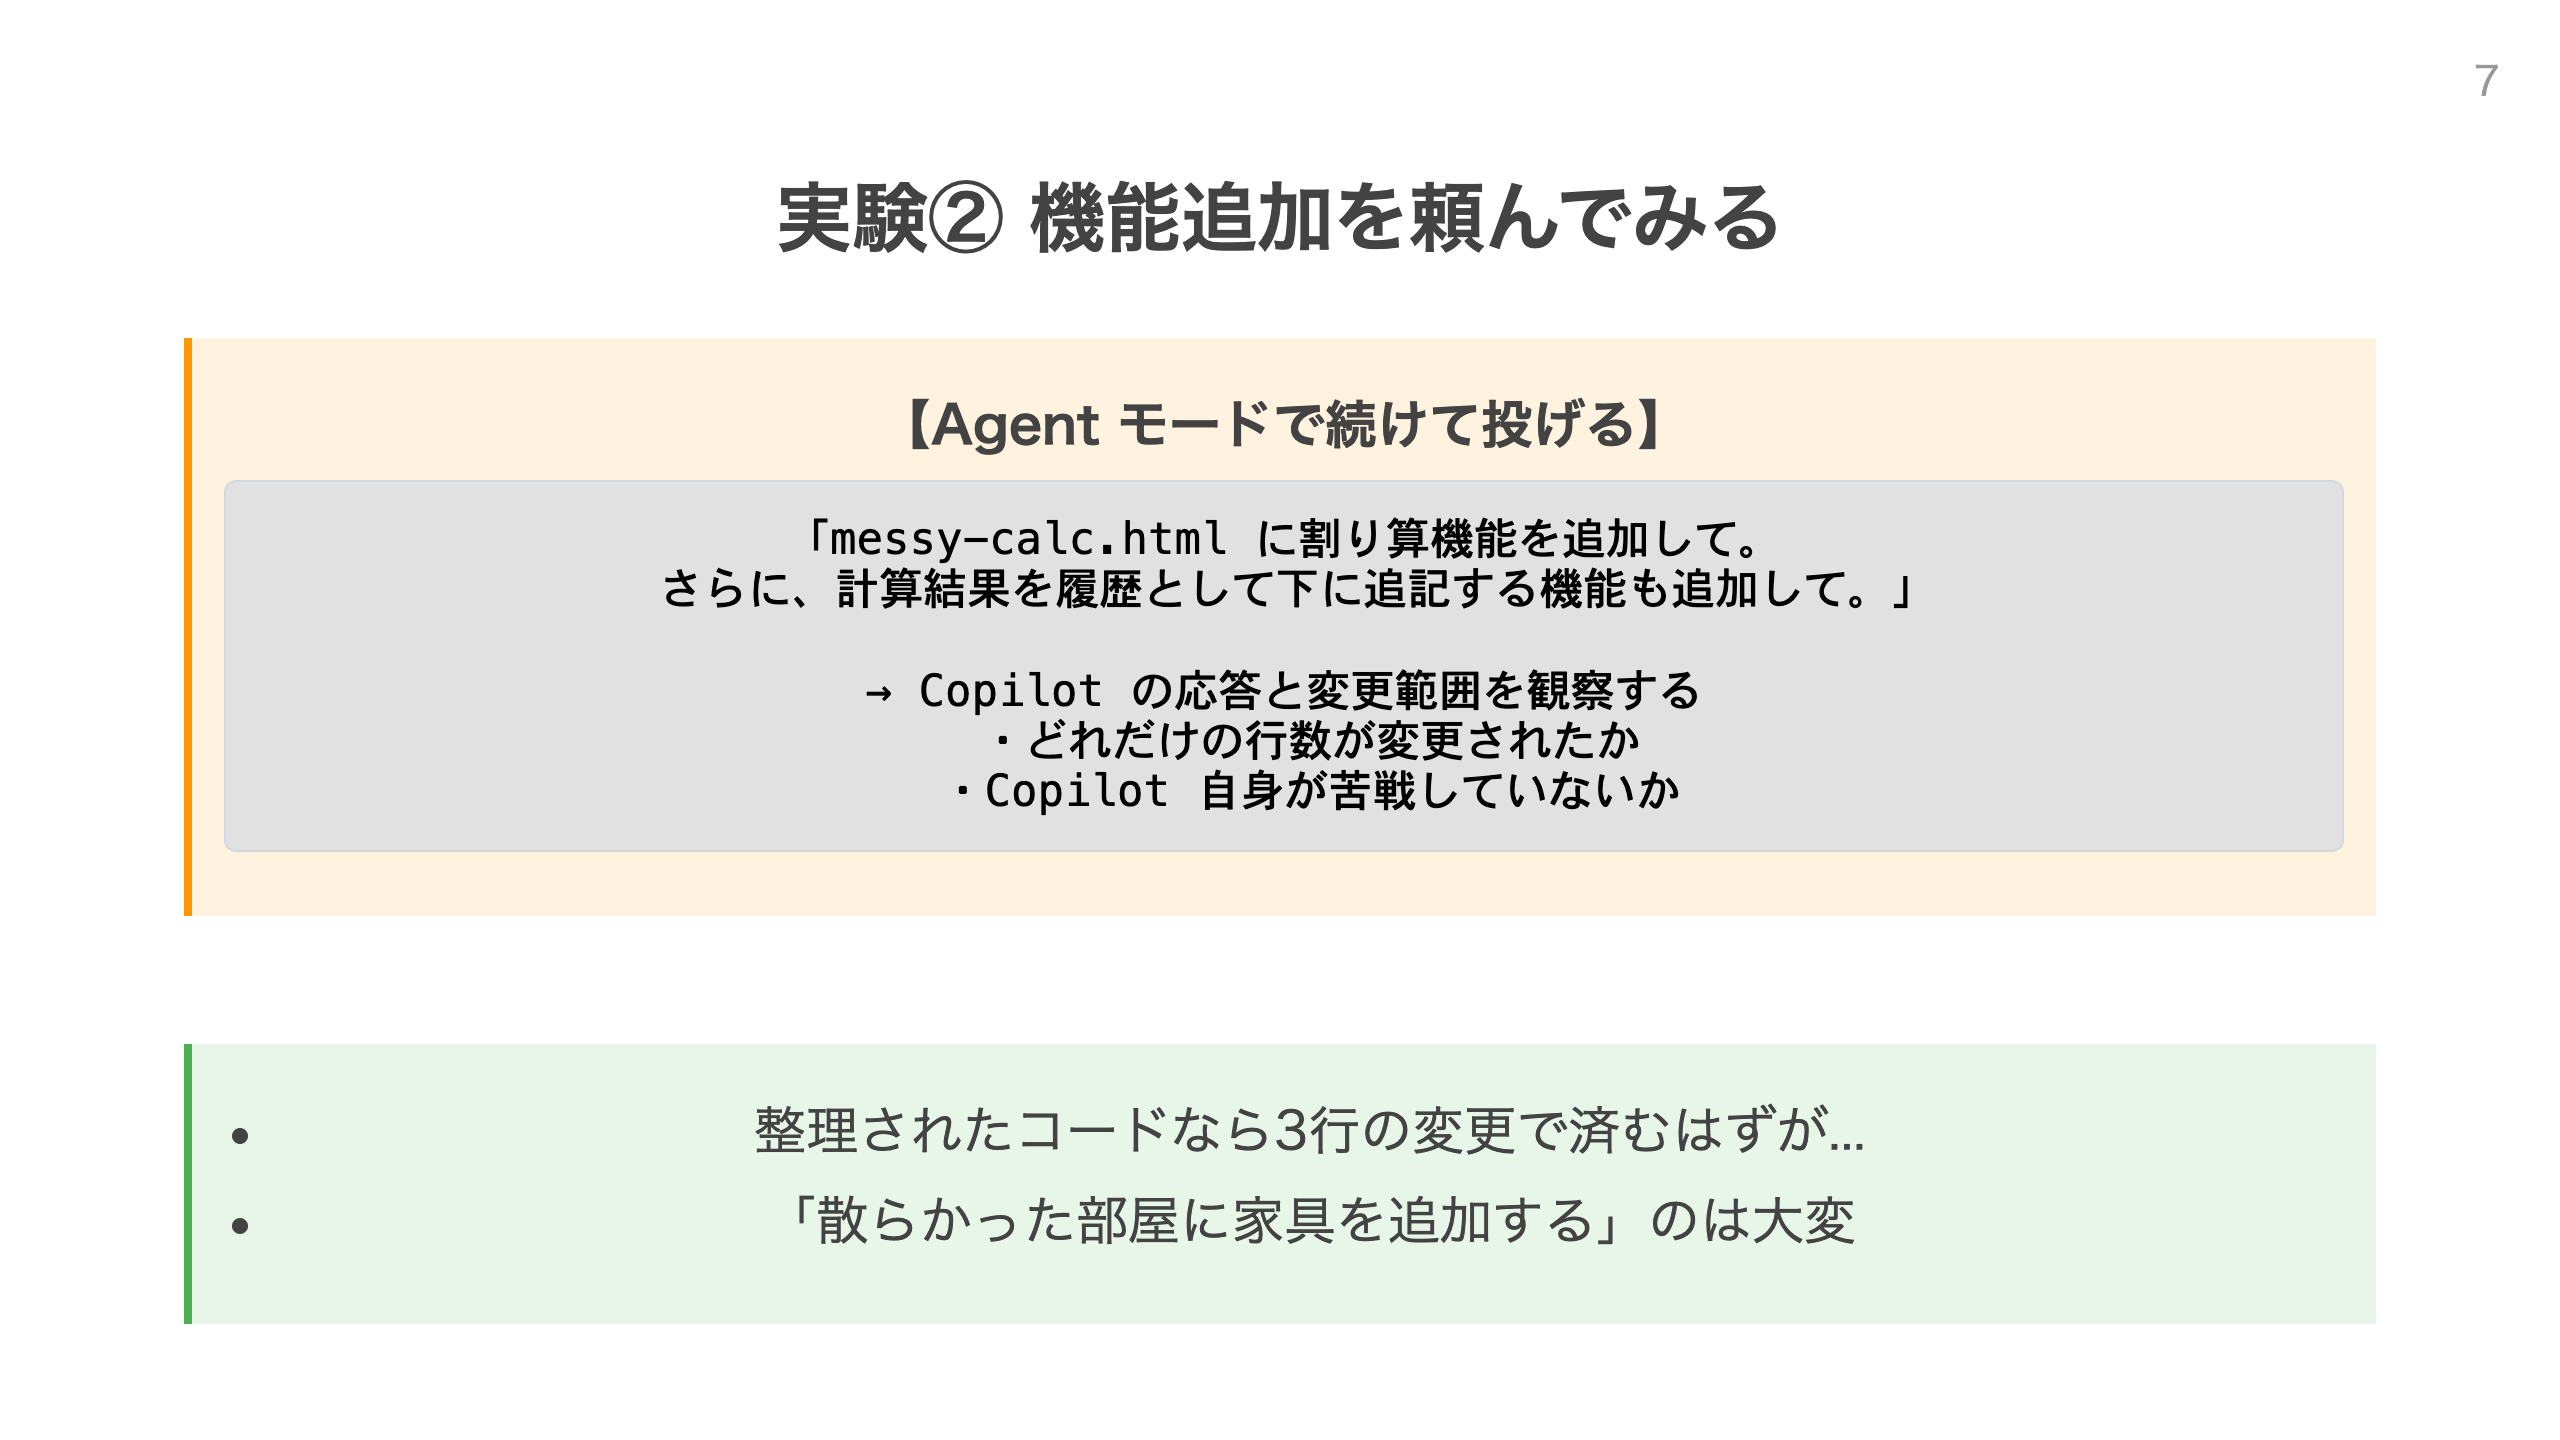 7
実験② 機能追加を頼んでみる
【Agent モードで続けて投げる】
「messy-calc.html に割り算機能を追加して。
さらに、計算結果を履歴として下に追記する機能も追加して。」
→ Copilot の応答と変更範囲を観察する
・どれだけの行数が変更されたか
・Copilot 自身が苦戦していないか
• 整理されたコードなら3行の変更で済むはずが...
• 「散らかった部屋に家具を追加する」のは大変